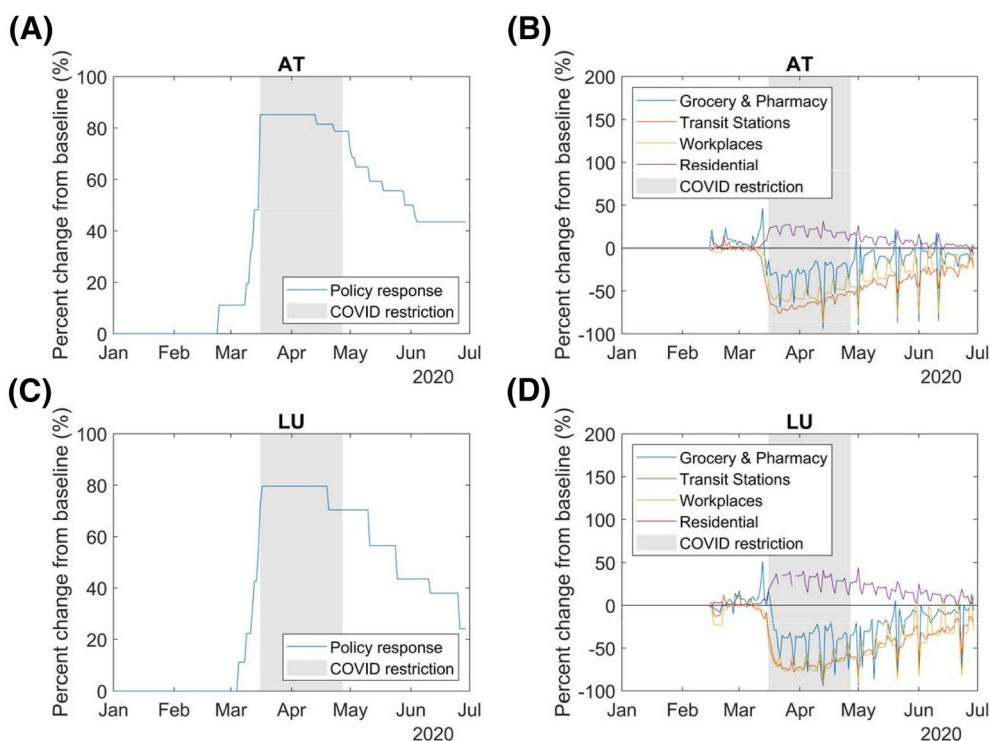 (A)
AT
Percent change from baseline (%)
100
80
60
40
20
0
Policy response
COVID restriction
Jan Feb Mar Apr May Jun Jul
2020
(B)
AT
Percent change from baseline (%)
200
150
100
50
0
-50
-100
Grocery & Pharmacy
Transit Stations
Workplaces
Residential
COVID restriction
Jan Feb Mar Apr May Jun Jul
2020
(C)
LU
Percent change from baseline (%)
100
80
60
40
20
0
Policy response
COVID restriction
Jan Feb Mar Apr May Jun Jul
2020
(D)
LU
Percent change from baseline (%)
200
150
100
50
0
-50
-100
Grocery & Pharmacy
Transit Stations
Workplaces
Residential
COVID restriction
Jan Feb Mar Apr May Jun Jul
2020